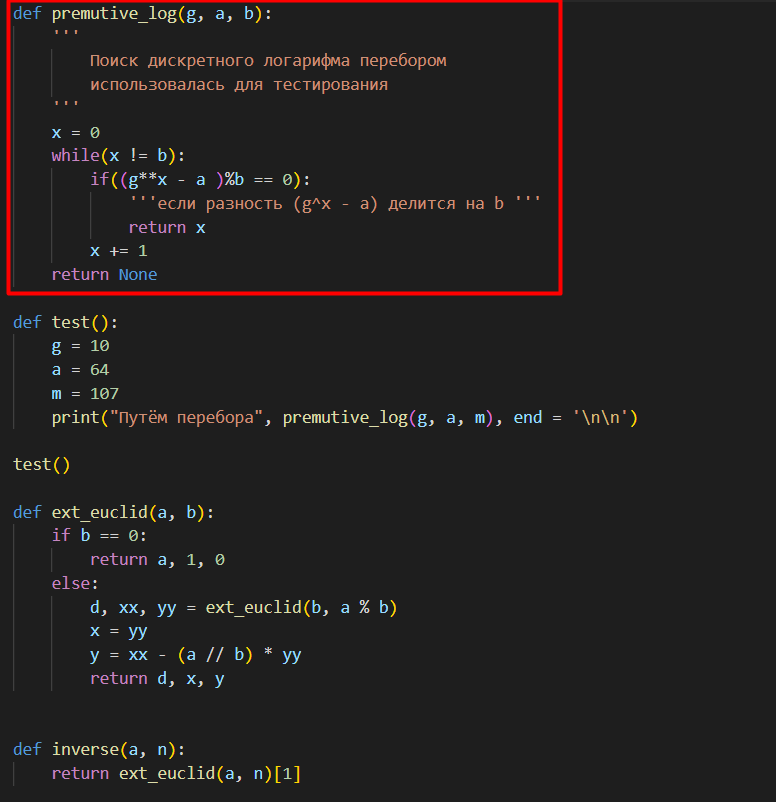 def premutive_log(g, a, b):
    '''
        Поиск дискретного логарифма перебором
        использовалась для тестирования
    '''
    x = 0
    while(x != b):
        if((g**x - a )%b == 0):
            '''если разность (g^x - a) делится на b '''
            return x
        x += 1
    return None
def test():
    g = 10
    a = 64
    m = 107
    print("Путём перебора", premutive_log(g, a, m), end = '\n\n')
test()
def ext_euclid(a, b):
    if b == 0:
        return a, 1, 0
    else:
        d, xx, yy = ext_euclid(b, a % b)
        x = yy
        y = xx - (a // b) * yy
        return d, x, y
def inverse(a, n):
    return ext_euclid(a, n)[1]